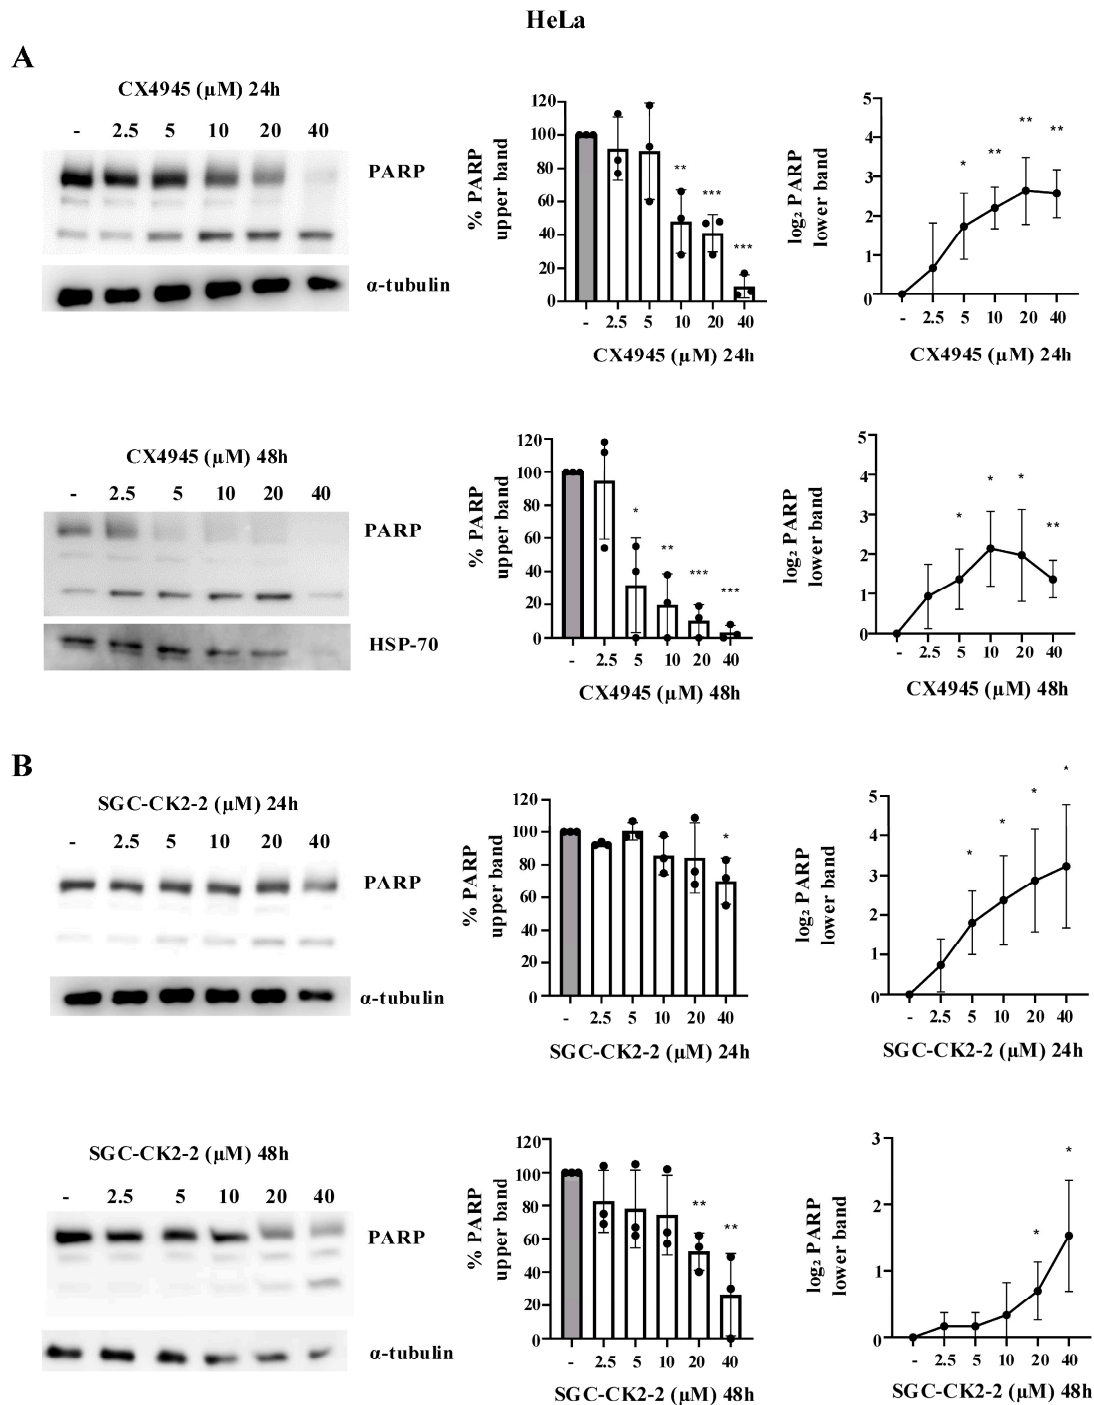 HeLa
A
CX4945 (µM) 24h
- 2.5 5 10 20 40
PARP
α-tubulin
% PARP
upper band
120
100
80
60
40
20
0
** *** ***
- 2.5 5 10 20 40
CX4945 (µM) 24h
log₂ PARP
lower band
5
4
3
2
1
0
* ** ** **
- 2.5 5 10 20 40
CX4945 (µM) 24h
CX4945 (µM) 48h
- 2.5 5 10 20 40
PARP
HSP-70
% PARP
upper band
120
100
80
60
40
20
0
* ** *** ***
- 2.5 5 10 20 40
CX4945 (µM) 48h
log₂ PARP
lower band
5
4
3
2
1
0
* * * **
- 2.5 5 10 20 40
CX4945 (µM) 48h
B
SGC-CK2-2 (µM) 24h
- 2.5 5 10 20 40
PARP
α-tubulin
% PARP
upper band
120
100
80
60
40
20
0
*
- 2.5 5 10 20 40
SGC-CK2-2 (µM) 24h
log₂ PARP
lower band
5
4
3
2
1
0
* * * *
- 2.5 5 10 20 40
SGC-CK2-2 (µM) 24h
SGC-CK2-2 (µM) 48h
- 2.5 5 10 20 40
PARP
α-tubulin
% PARP
upper band
120
100
80
60
40
20
0
** **
- 2.5 5 10 20 40
SGC-CK2-2 (µM) 48h
log₂ PARP
lower band
3
2
1
0
* *
- 2.5 5 10 20 40
SGC-CK2-2 (µM) 48h